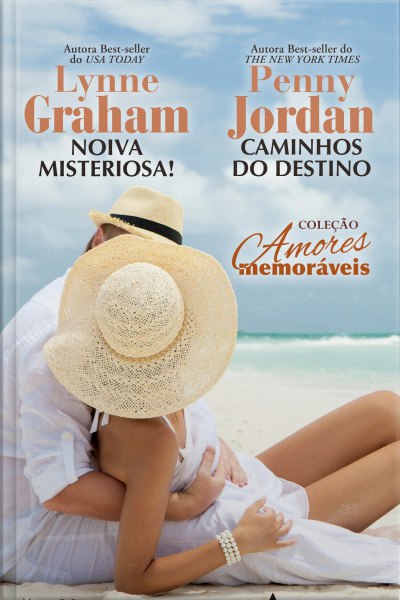 Autora Best-seller
do USA TODAY
Lynne
Graham
NOIVA
MISTERIOSA!
Autora Best-seller do
THE NEW YORK TIMES
Penny
Jordan
CAMINHOS
DO DESTINO
COLEÇÃO
Amores
memoráveis